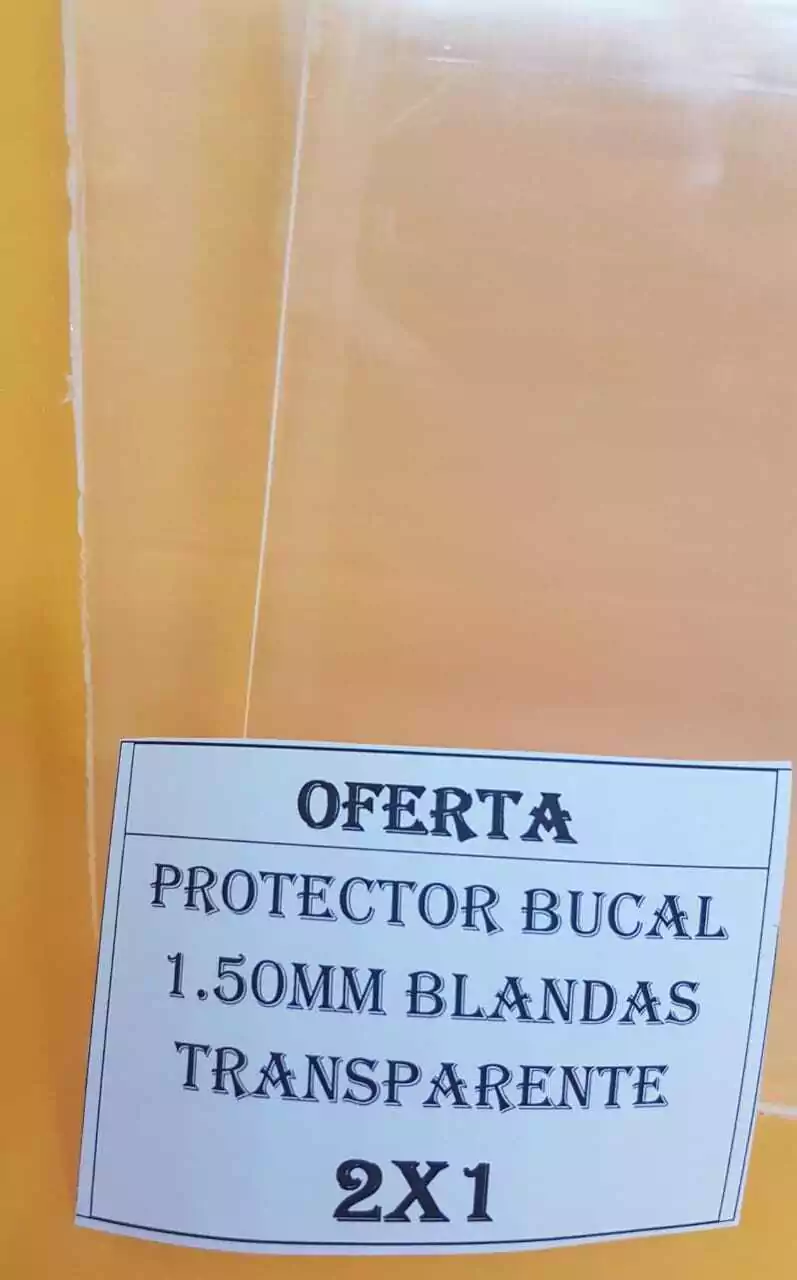 OFERTA
PROTECTOR BUCAL
1.50MM BLANDAS
TRANSPARENTE
2X1